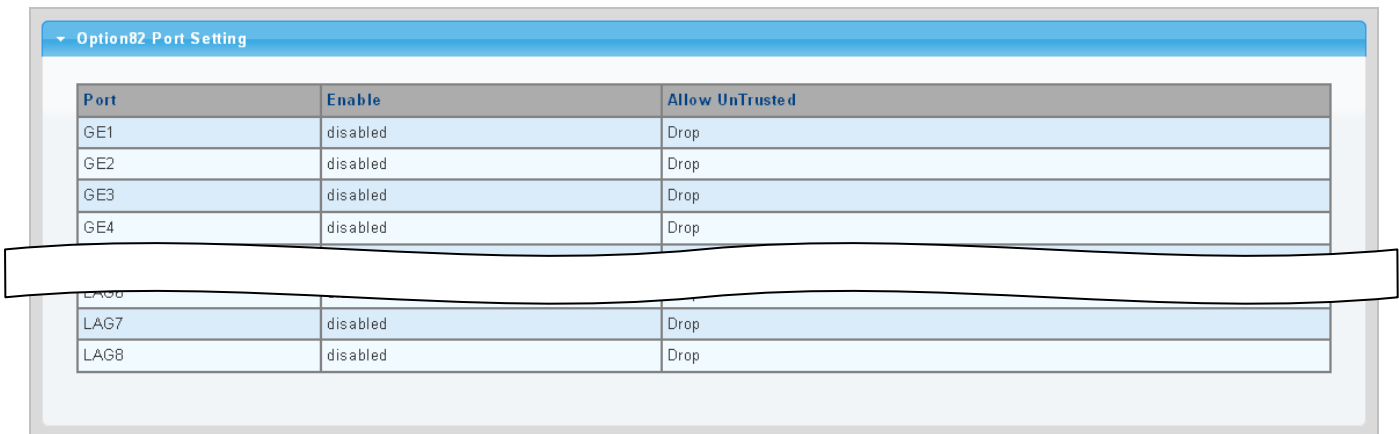 Option82 Port Setting
Port Enable Allow UnTrusted
GE1 disabled Drop
GE2 disabled Drop
GE3 disabled Drop
GE4 disabled Drop
LAG7 disabled Drop
LAG8 disabled Drop